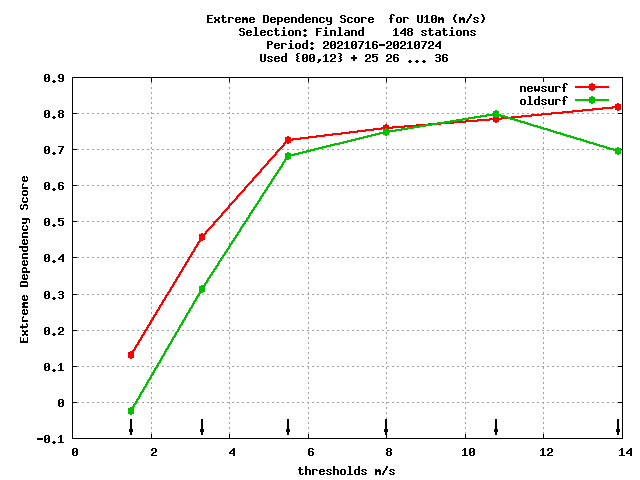 Extreme Dependency Score  for U10m (m/s)
Selection: Finland    148 stations
Period: 20210716-20210724
Used {00,12} + 25 26 ... 36
newsurf
oldsurf
0.9
0.8
0.7
0.6
0.5
0.4
0.3
0.2
0.1
0
-0.1
Extreme Dependency Score
0 2 4 6 8 10 12 14
thresholds m/s